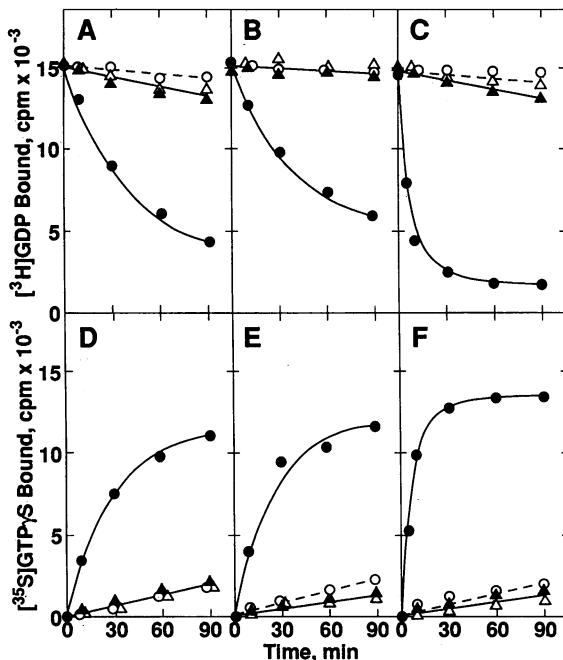 A
B
C
[³H]GDP Bound, cpm x 10⁻³
15
10
5
0
D
E
F
[³⁵S]GTPγS Bound, cpm x 10⁻³
15
10
5
0
0 30 60 90 0 30 60 90 0 30 60 90
Time, min